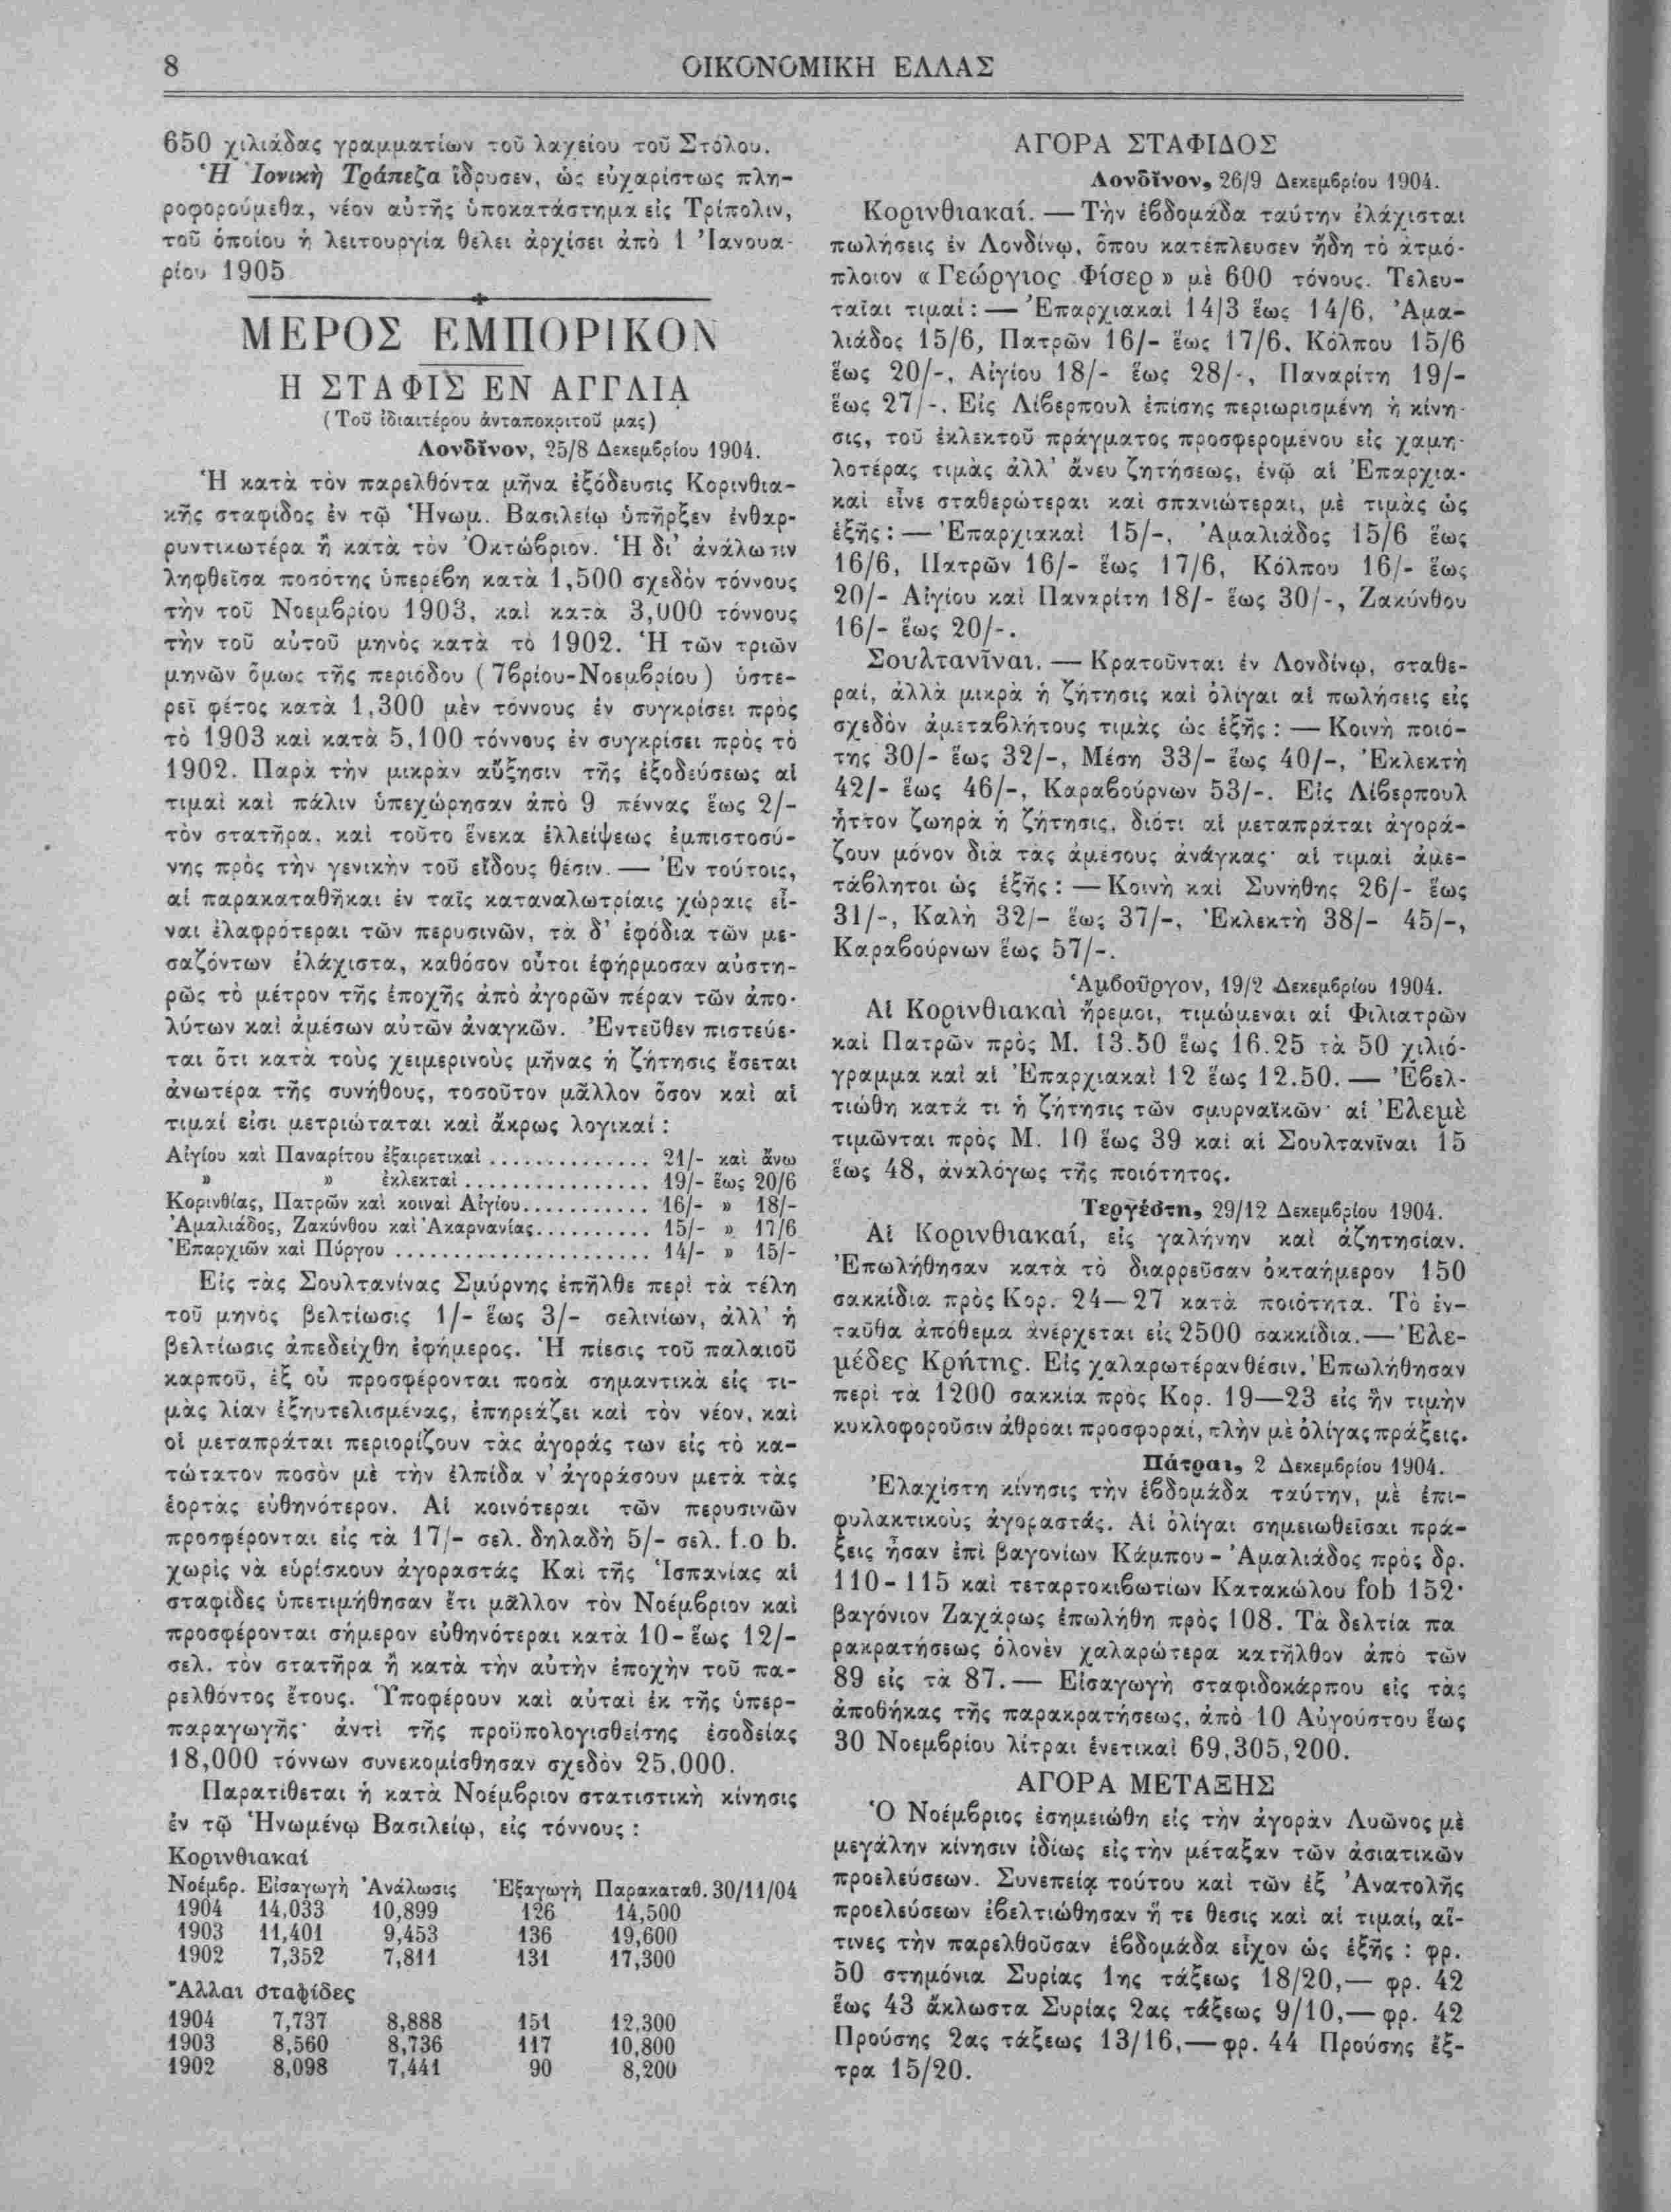 8
ΟΙΚΟΝΟΜΙΚΗ ΕΛΛΑΣ
650 χιλιάδας γραμματίων τοῦ λαχείου τοῦ Στόλου.
Ἡ Ἰονικὴ Τράπεζα ἵδρυσεν, ὡς εὐχαρίστως πλη-
ροφορούμεθα, νέον αὐτῆς ὑποκατάστημα εἰς Τρίπολιν,
τοῦ ὁποίου ἡ λειτουργία θέλει ἀρχίσει ἀπὸ 1 Ἰανουα-
ρίου 1905
ΜΕΡΟΣ ΕΜΠΟΡΙΚΟΝ
Η ΣΤΑΦΙΣ ΕΝ ΑΓΓΛΙᾼ
(Τοῦ ἰδιαιτέρου ἀνταποκριτοῦ μας)
Λονδῖνον, 25/8 Δεκεμβρίου 1904.
Ἡ κατὰ τὸν παρελθόντα μῆνα ἐξόδευσις Κορινθια-
κῆς σταφίδος ἐν τῷ Ἡνωμ. Βασιλείῳ ὑπῆρξεν ἐνθαρ-
ρυντικωτέρα ἢ κατὰ τὸν Ὀκτώβριον. Ἡ δι' ἀνάλωσιν
ληφθεῖσα ποσότης ὑπερέβη κατὰ 1,500 σχεδὸν τόννους
τὴν τοῦ Νοεμβρίου 1903, καὶ κατὰ 3,000 τόννους
τὴν τοῦ αὐτοῦ μηνὸς κατὰ τὸ 1902. Ἡ τῶν τριῶν
μηνῶν ὅμως τῆς περιόδου (7βρίου-Νοεμβρίου) ὑστε-
ρεῖ φέτος κατὰ 1,300 μὲν τόννους ἐν συγκρίσει πρὸς
τὸ 1903 καὶ κατὰ 5,100 τόννους ἐν συγκρίσει πρὸς τὸ
1902. Παρὰ τὴν μικρὰν αὔξησιν τῆς ἐξοδεύσεως αἱ
τιμαὶ καὶ πάλιν ὑπεχώρησαν ἀπὸ 9 πέννας ἕως 2/-
τὸν στατῆρα, καὶ τοῦτο ἕνεκα ἐλλείψεως ἐμπιστοσύ-
νης πρὸς τὴν γενικὴν τοῦ εἴδους θέσιν.— Ἐν τούτοις,
αἱ παρακαταθῆκαι ἐν ταῖς καταναλωτρίαις χώραις εἶ-
ναι ἐλαφρότεραι τῶν περυσινῶν, τὰ δ' ἐφόδια τῶν με-
σαζόντων ἐλάχιστα, καθόσον οὗτοι ἐφήρμοσαν αὐστη-
ρῶς τὸ μέτρον τῆς ἐποχῆς ἀπὸ ἀγορῶν πέραν τῶν ἀπο-
λύτων καὶ ἀμέσων αὐτῶν ἀναγκῶν. Ἐντεῦθεν πιστεύε-
ται ὅτι κατὰ τοὺς χειμερινοὺς μῆνας ἡ ζήτησις ἔσεται
ἀνωτέρα τῆς συνήθους, τοσοῦτον μᾶλλον ὅσον καὶ αἱ
τιμαί εἰσι μετριώταται καὶ ἄκρως λογικαί :
Αἰγίου καὶ Παναρίτου ἐξαιρετικαὶ .............. 21/- καὶ ἄνω
» » ἐκλεκταὶ ................ 19/- ἕως 20/6
Κορινθίας, Πατρῶν καὶ κοιναὶ Αἰγίου........... 16/- » 18/-
Ἀμαλιάδος, Ζακύνθου καὶ Ἀκαρνανίας.......... 15/- » 17/6
Ἐπαρχιῶν καὶ Πύργου ...................... 14/- » 15/-
Εἰς τὰς Σουλτανίνας Σμύρνης ἐπῆλθε περὶ τὰ τέλη
τοῦ μηνὸς βελτίωσις 1/- ἕως 3/- σελινίων, ἀλλ' ἡ
βελτίωσις ἀπεδείχθη ἐφήμερος. Ἡ πίεσις τοῦ παλαιοῦ
καρποῦ, ἐξ οὗ προσφέρονται ποσὰ σημαντικὰ εἰς τι-
μὰς λίαν ἐξηυτελισμένας, ἐπηρεάζει καὶ τὸν νέον, καὶ
οἱ μεταπράται περιορίζουν τὰς ἀγοράς των εἰς τὸ κα-
τώτατον ποσὸν μὲ τὴν ἐλπίδα ν' ἀγοράσουν μετὰ τὰς
ἑορτὰς εὐθηνότερον. Αἱ κοινότεραι τῶν περυσινῶν
προσφέρονται εἰς τὰ 17/- σελ. δηλαδὴ 5/- σελ. f.o b.
χωρὶς νὰ εὑρίσκουν ἀγοραστάς Καὶ τῆς Ἱσπανίας αἱ
σταφίδες ὑπετιμήθησαν ἔτι μᾶλλον τὸν Νοέμβριον καὶ
προσφέρονται σήμερον εὐθηνότεραι κατὰ 10-ἕως 12/-
σελ. τὸν στατῆρα ἢ κατὰ τὴν αὐτὴν ἐποχὴν τοῦ πα-
ρελθόντος ἔτους. Ὑποφέρουν καὶ αὐταὶ ἐκ τῆς ὑπερ-
παραγωγῆς· ἀντὶ τῆς προϋπολογισθείσης ἐσοδείας
18,000 τόννων συνεκομίσθησαν σχεδὸν 25,000.
Παρατίθεται ἡ κατὰ Νοέμβριον στατιστικὴ κίνησις
ἐν τῷ Ἡνωμένῳ Βασιλείῳ, εἰς τόννους :
Κορινθιακαί
Νοέμβρ. Εἰσαγωγὴ Ἀνάλωσις Ἐξαγωγὴ Παρακαταθ. 30/11/04
1904 14,033 10,899 126 14,500
1903 11,401 9,453 136 19,600
1902 7,352 7,811 131 17,300
Ἄλλαι σταφίδες
1904 7,737 8,888 151 12,300
1903 8,560 8,736 117 10,800
1902 8,098 7,441 90 8,200
ΑΓΟΡΑ ΣΤΑΦΙΔΟΣ
Λονδῖνον, 26/9 Δεκεμβρίου 1904.
Κορινθιακαί. — Τὴν ἑβδομάδα ταύτην ἐλάχισται
πωλήσεις ἐν Λονδίνῳ, ὅπου κατέπλευσεν ἤδη τὸ ἀτμό-
πλοιον «Γεώργιος Φίσερ» μὲ 600 τόνους. Τελευ-
ταῖαι τιμαί : — Ἐπαρχιακαὶ 14/3 ἕως 14/6, Ἀμα-
λιάδος 15/6, Πατρῶν 16/- ἕως 17/6, Κόλπου 15/6
ἕως 20/-, Αἰγίου 18/- ἕως 28/-, Παναρίτη 19/-
ἕως 27/-. Εἰς Λίβερπουλ ἐπίσης περιωρισμένη ἡ κίνη-
σις, τοῦ ἐκλεκτοῦ πράγματος προσφερομένου εἰς χαμη-
λοτέρας τιμὰς ἀλλ' ἄνευ ζητήσεως, ἐνῷ αἱ Ἐπαρχια-
καὶ εἶνε σταθερώτεραι καὶ σπανιώτεραι, μὲ τιμὰς ὡς
ἑξῆς : — Ἐπαρχιακαὶ 15/-, Ἀμαλιάδος 15/6 ἕως
16/6, Πατρῶν 16/- ἕως 17/6, Κόλπου 16/- ἕως
20/- Αἰγίου καὶ Παναρίτη 18/- ἕως 30/-, Ζακύνθου
16/- ἕως 20/-.
Σουλτανῖναι. — Κρατοῦνται ἐν Λονδίνῳ, σταθε-
ραί, ἀλλὰ μικρὰ ἡ ζήτησις καὶ ὀλίγαι αἱ πωλήσεις εἰς
σχεδὸν ἀμεταβλήτους τιμὰς ὡς ἑξῆς : — Κοινὴ ποιό-
της 30/- ἕως 32/-, Μέση 33/- ἕως 40/-, Ἐκλεκτὴ
42/- ἕως 46/-, Καραβούρνων 53/-. Εἰς Λίβερπουλ
ἧττον ζωηρὰ ἡ ζήτησις, διότι αἱ μεταπράται ἀγορά-
ζουν μόνον διὰ τὰς ἀμέσους ἀνάγκας· αἱ τιμαὶ ἀμε-
τάβλητοι ὡς ἑξῆς : — Κοινὴ καὶ Συνήθης 26/- ἕως
31/-, Καλὴ 32/- ἕως 37/-, Ἐκλεκτὴ 38/- 45/-,
Καραβούρνων ἕως 57/-.
Ἁμβοῦργον, 19/2 Δεκεμβρίου 1904.
Αἱ Κορινθιακαὶ ἤρεμοι, τιμώμεναι αἱ Φιλιατρῶν
καὶ Πατρῶν πρὸς Μ. 13.50 ἕως 16.25 τὰ 50 χιλιό-
γραμμα καὶ αἱ Ἐπαρχιακαὶ 12 ἕως 12.50. — Ἐβελ-
τιώθη κατά τι ἡ ζήτησις τῶν σμυρναϊκῶν· αἱ Ἐλεμὲ
τιμῶνται πρὸς Μ. 10 ἕως 39 καὶ αἱ Σουλτανῖναι 15
ἕως 48, ἀναλόγως τῆς ποιότητος.
Τεργέστη, 29/12 Δεκεμβρίου 1904.
Αἱ Κορινθιακαί, εἰς γαλήνην καὶ ἀζητησίαν.
Ἐπωλήθησαν κατὰ τὸ διαρρεῦσαν ὀκταήμερον 150
σακκίδια πρὸς Κορ. 24—27 κατὰ ποιότητα. Τὸ ἐν-
ταῦθα ἀπόθεμα ἀνέρχεται εἰς 2500 σακκίδια.—Ἐλε-
μέδες Κρήτης. Εἰς χαλαρωτέραν θέσιν. Ἐπωλήθησαν
περὶ τὰ 1200 σακκία πρὸς Κορ. 19—23 εἰς ἣν τιμὴν
κυκλοφοροῦσιν ἀθρόαι προσφοραί, πλὴν μὲ ὀλίγας πράξεις.
Πάτραι, 2 Δεκεμβρίου 1904.
Ἐλαχίστη κίνησις τὴν ἑβδομάδα ταύτην, μὲ ἐπι-
φυλακτικοὺς ἀγοραστάς. Αἱ ὀλίγαι σημειωθεῖσαι πρά-
ξεις ἦσαν ἐπὶ βαγονίων Κάμπου - Ἀμαλιάδος πρὸς δρ.
110-115 καὶ τεταρτοκιβωτίων Κατακώλου fob 152·
βαγόνιον Ζαχάρως ἐπωλήθη πρὸς 108. Τὰ δελτία πα
ρακρατήσεως ὁλονὲν χαλαρώτερα κατῆλθον ἀπὸ τῶν
89 εἰς τὰ 87.— Εἰσαγωγὴ σταφιδοκάρπου εἰς τὰς
ἀποθήκας τῆς παρακρατήσεως, ἀπὸ 10 Αὐγούστου ἕως
30 Νοεμβρίου λίτραι ἑνετικαὶ 69,305,200.
ΑΓΟΡΑ ΜΕΤΑΞΗΣ
Ὁ Νοέμβριος ἐσημειώθη εἰς τὴν ἀγορὰν Λυῶνος μὲ
μεγάλην κίνησιν ἰδίως εἰς τὴν μέταξαν τῶν ἀσιατικῶν
προελεύσεων. Συνεπείᾳ τούτου καὶ τῶν ἐξ Ἀνατολῆς
προελεύσεων ἐβελτιώθησαν ἥ τε θεσις καὶ αἱ τιμαί, αἵ-
τινες τὴν παρελθοῦσαν ἑβδομάδα εἶχον ὡς ἑξῆς : φρ.
50 στημόνια Συρίας 1ης τάξεως 18/20,— φρ. 42
ἕως 43 ἄκλωστα Συρίας 2ας τάξεως 9/10,— φρ. 42
Προύσης 2ας τάξεως 13/16,— φρ. 44 Προύσης ἔξ-
τρα 15/20.